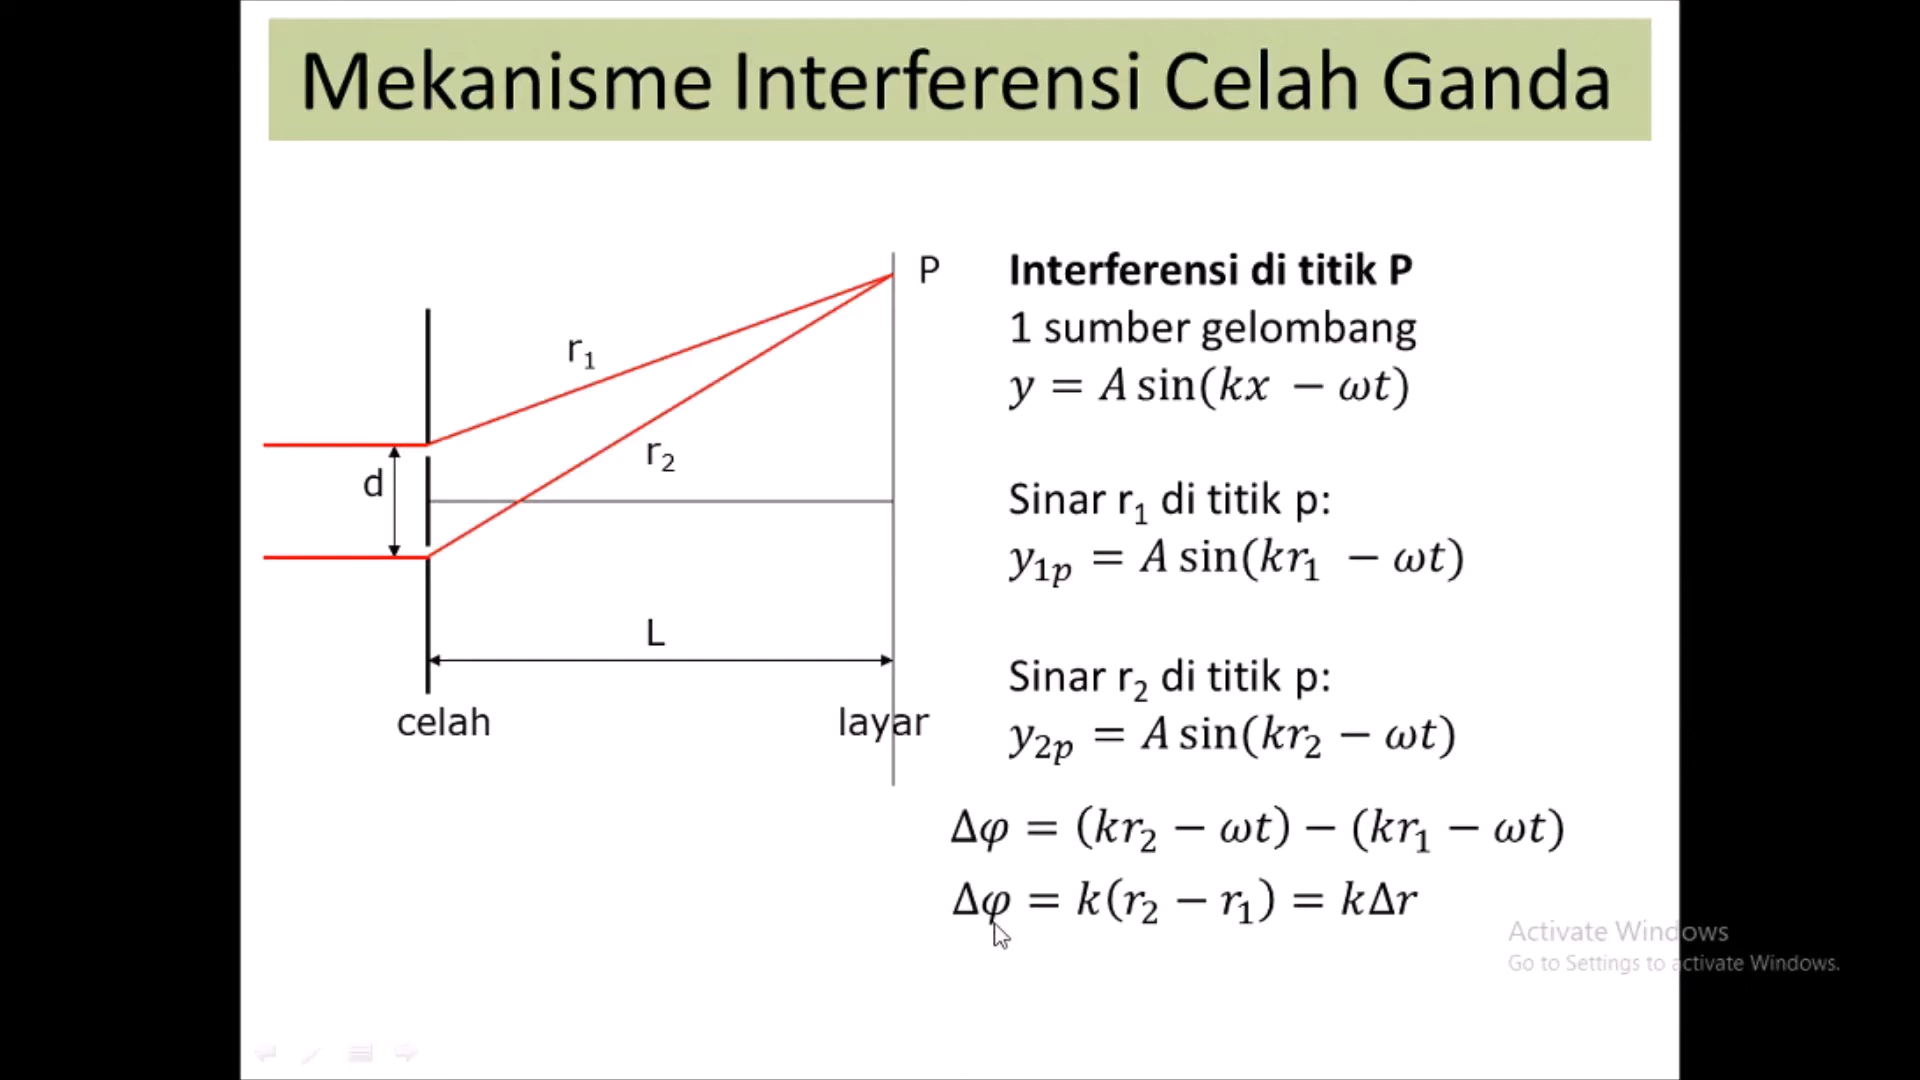 Mekanisme Interferensi Celah Ganda
P
r₁
r₂
d
L
celah
layar
Interferensi di titik P
1 sumber gelombang
y = A sin(kx − ωt)
Sinar r₁ di titik p:
y₁ₚ = A sin(kr₁ − ωt)
Sinar r₂ di titik p:
y₂ₚ = A sin(kr₂ − ωt)
Δφ = (kr₂ − ωt) − (kr₁ − ωt)
Δφ = k(r₂ − r₁) = kΔr
Activate Windows
Go to Settings to activate Windows.